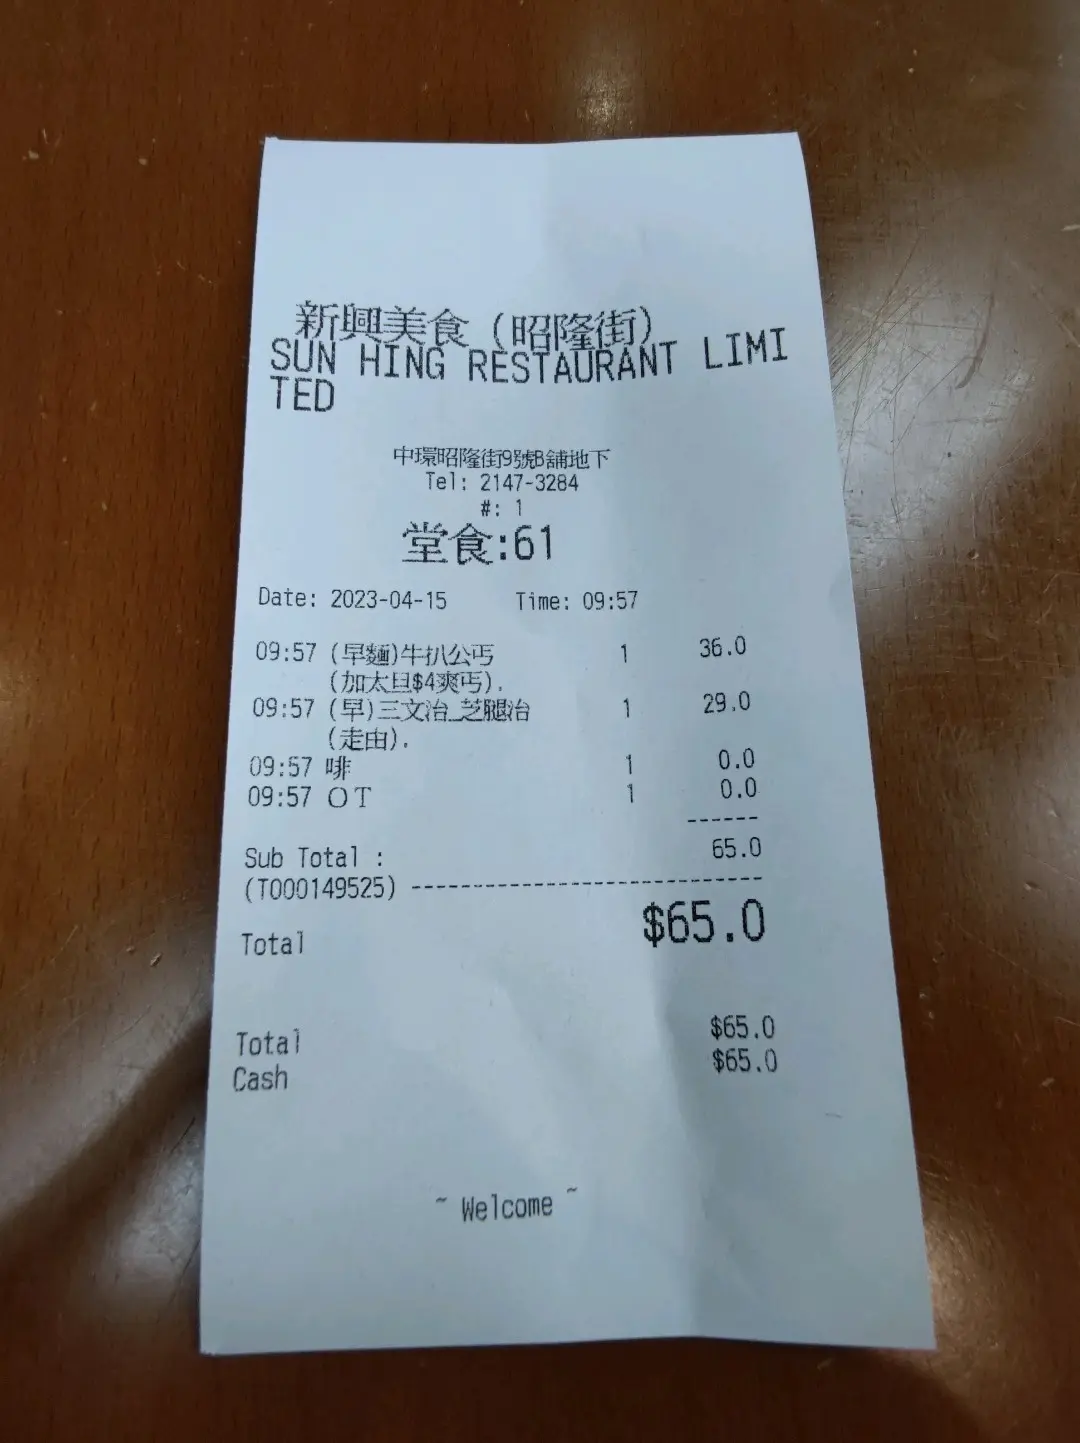 新興美食(昭隆街)
SUN HING RESTAURANT LIMI
TED
中環昭隆街9號B舖地下
Tel: 2147-3284
#: 1
堂食:61
Date: 2023-04-15 Time: 09:57
09:57 (早麵)牛扒公丐 1 36.0
(加太旦$4爽丐).
09:57 (早)三文治_芝腿治 1 29.0
(走由).
09:57 啡 1 0.0
09:57 OT 1 0.0
------
Sub Total : 65.0
(T000149525) -----------------------------
Total $65.0
Total $65.0
Cash $65.0
~ Welcome ~